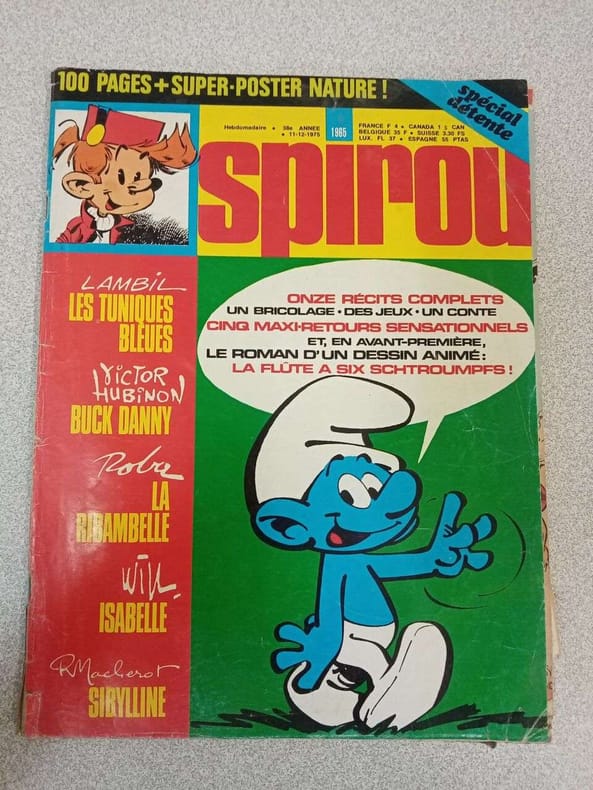 100 PAGES + SUPER-POSTER NATURE !
spécial
détente
Hebdomadaire • 38e ANNEE
• 11-12-1975
1965
FRANCE F 4 • CANADA 1 $ CAN
BELGIQUE 35 F • SUISSE 3.30 FS
LUX. FL 37 • ESPAGNE 55 PTAS
spirou
LAMBIL
LES TUNIQUES
BLEUES
VICTOR
HUBINON
BUCK DANNY
Roba
LA
RIBAMBELLE
Will.
ISABELLE
R. Macherot
SIBYLLINE
ONZE RÉCITS COMPLETS
UN BRICOLAGE • DES JEUX • UN CONTE
CINQ MAXI-RETOURS SENSATIONNELS
ET, EN AVANT-PREMIÈRE,
LE ROMAN D'UN DESSIN ANIMÉ :
LA FLÛTE A SIX SCHTROUMPFS !